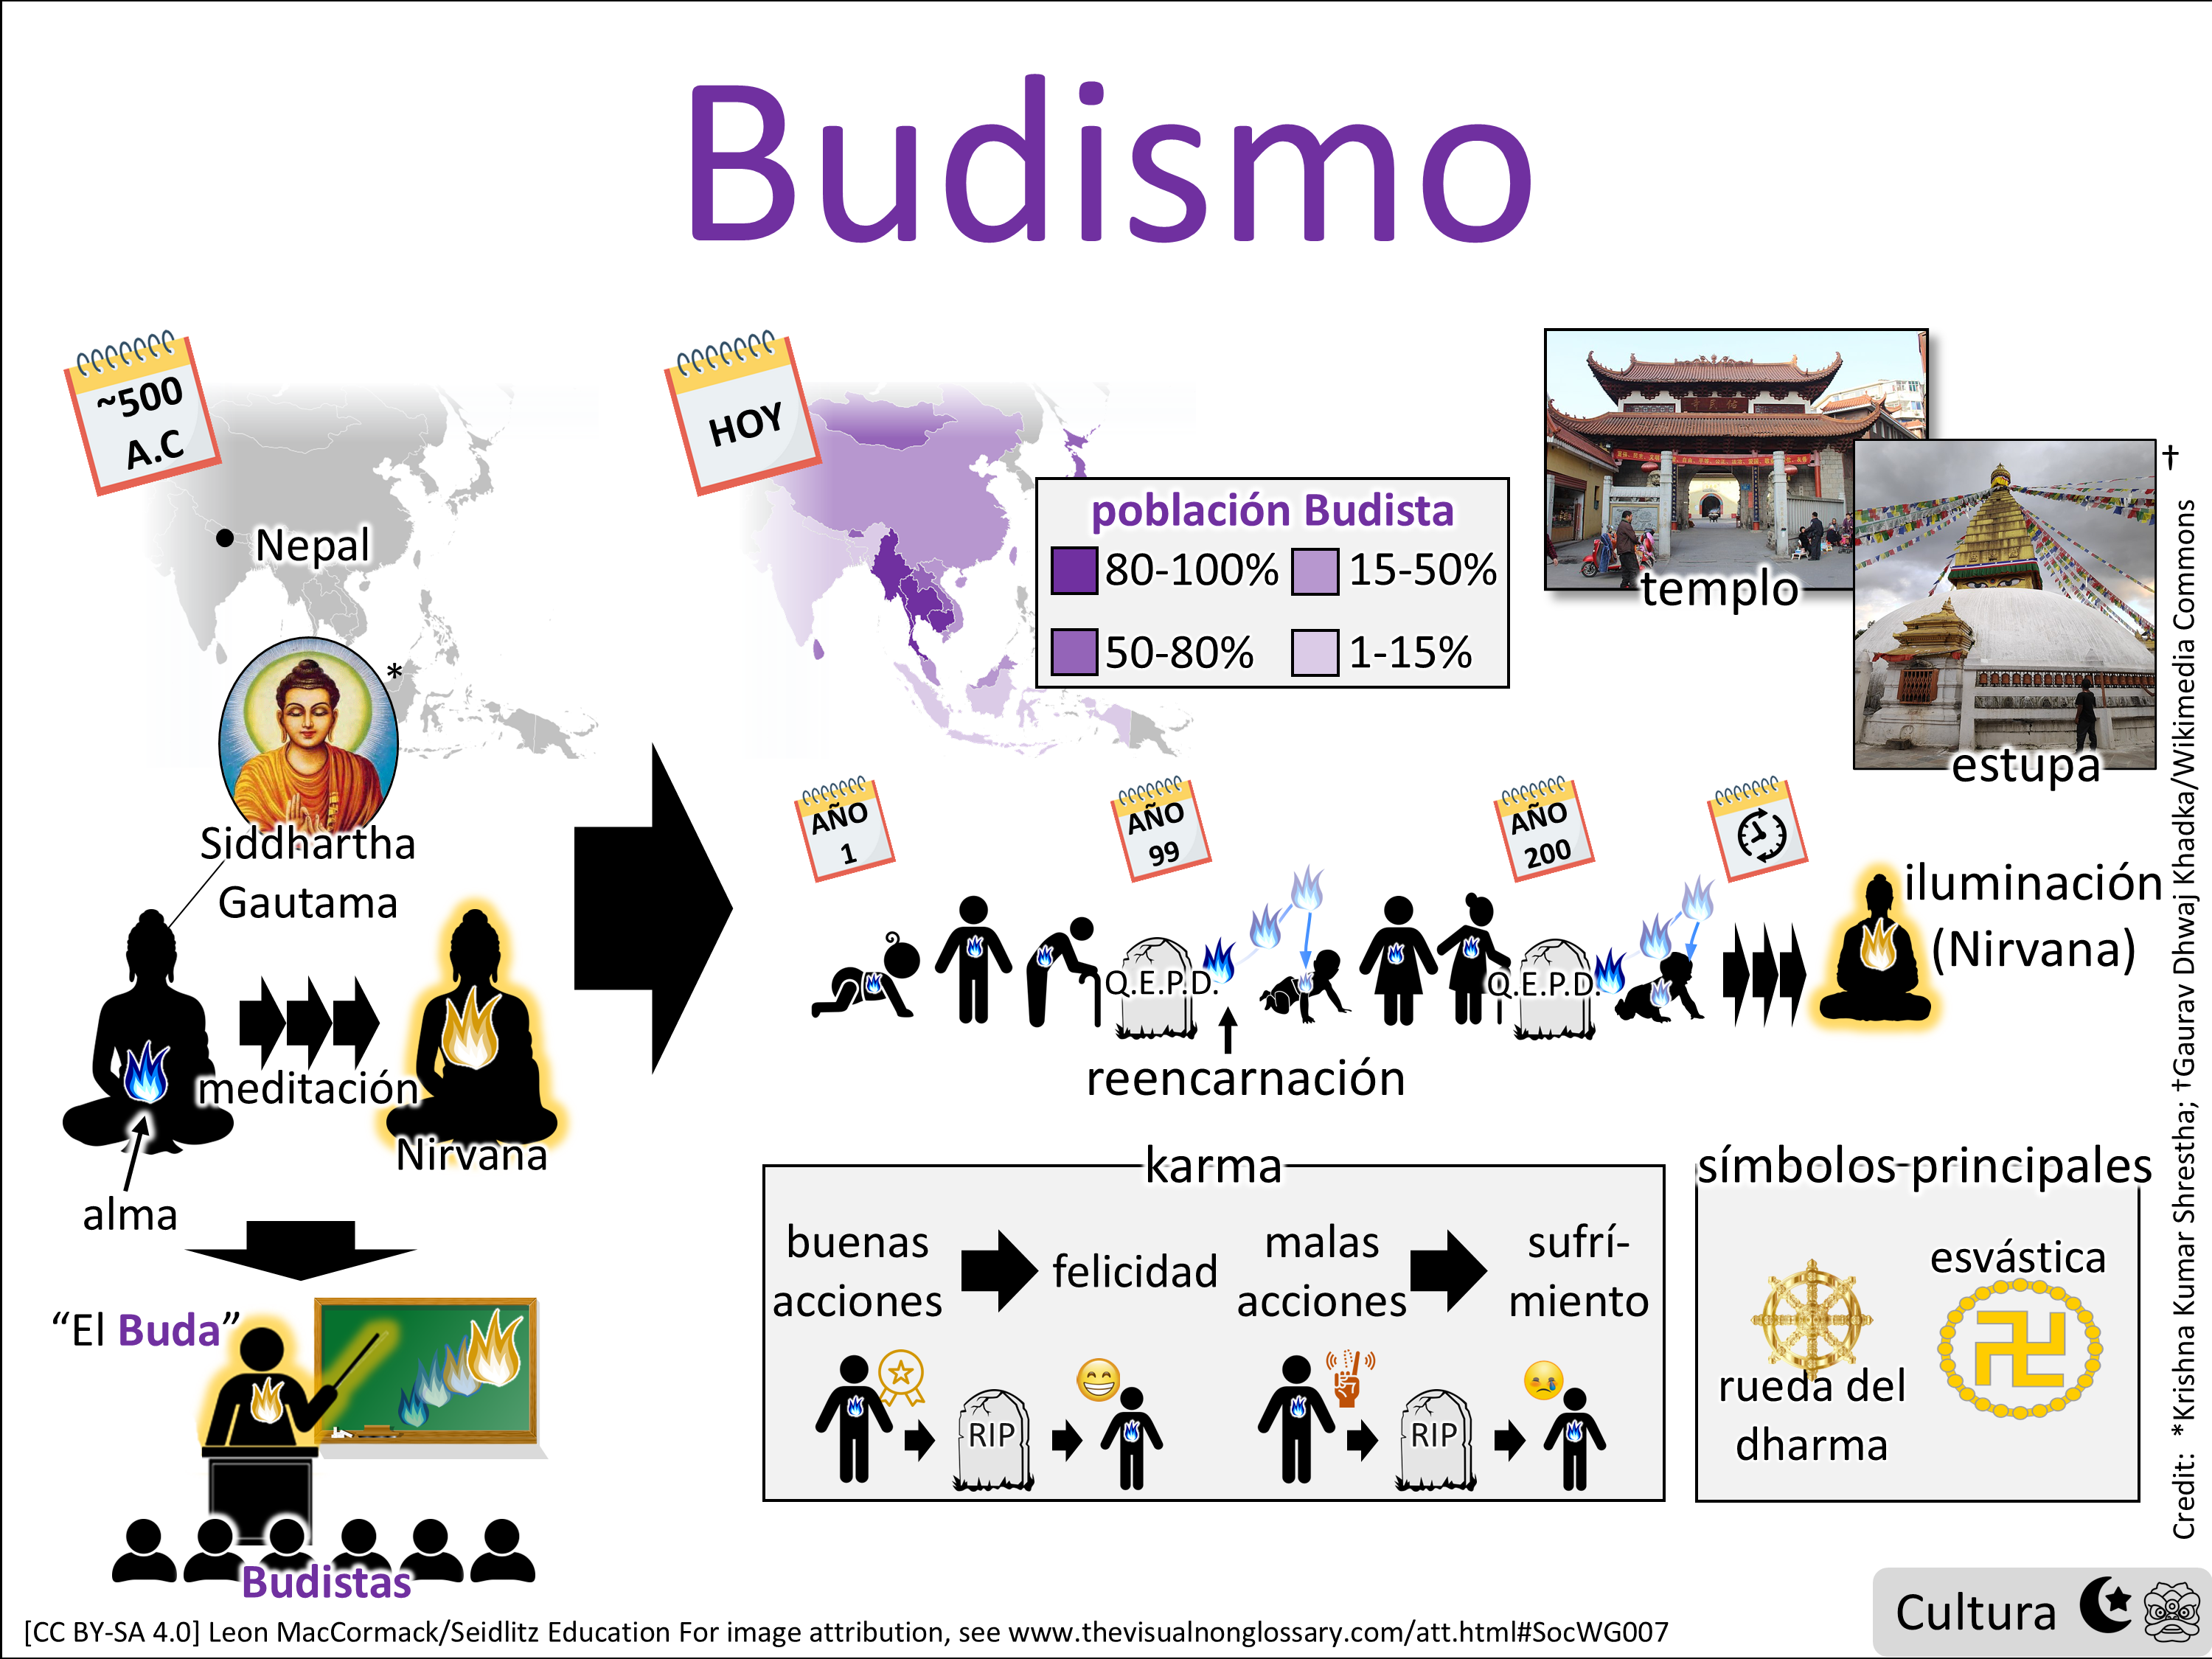 Budismo
~500
A.C
Nepal
*
Siddhartha
Gautama
meditación
Nirvana
alma
“El Buda”
Budistas
HOY
población Budista
80-100%
15-50%
50-80%
1-15%
templo
†
estupa
AÑO
1
AÑO
99
AÑO
200
Q.E.P.D.
Q.E.P.D.
reencarnación
iluminación
(Nirvana)
karma
buenas
acciones
felicidad
malas
acciones
sufrí-
miento
RIP
RIP
símbolos principales
rueda del
dharma
esvástica
Credit: *Krishna Kumar Shrestha; †Gaurav Dhwaj Khadka/Wikimedia Commons
[CC BY-SA 4.0] Leon MacCormack/Seidlitz Education For image attribution, see www.thevisualnonglossary.com/att.html#SocWG007
Cultura